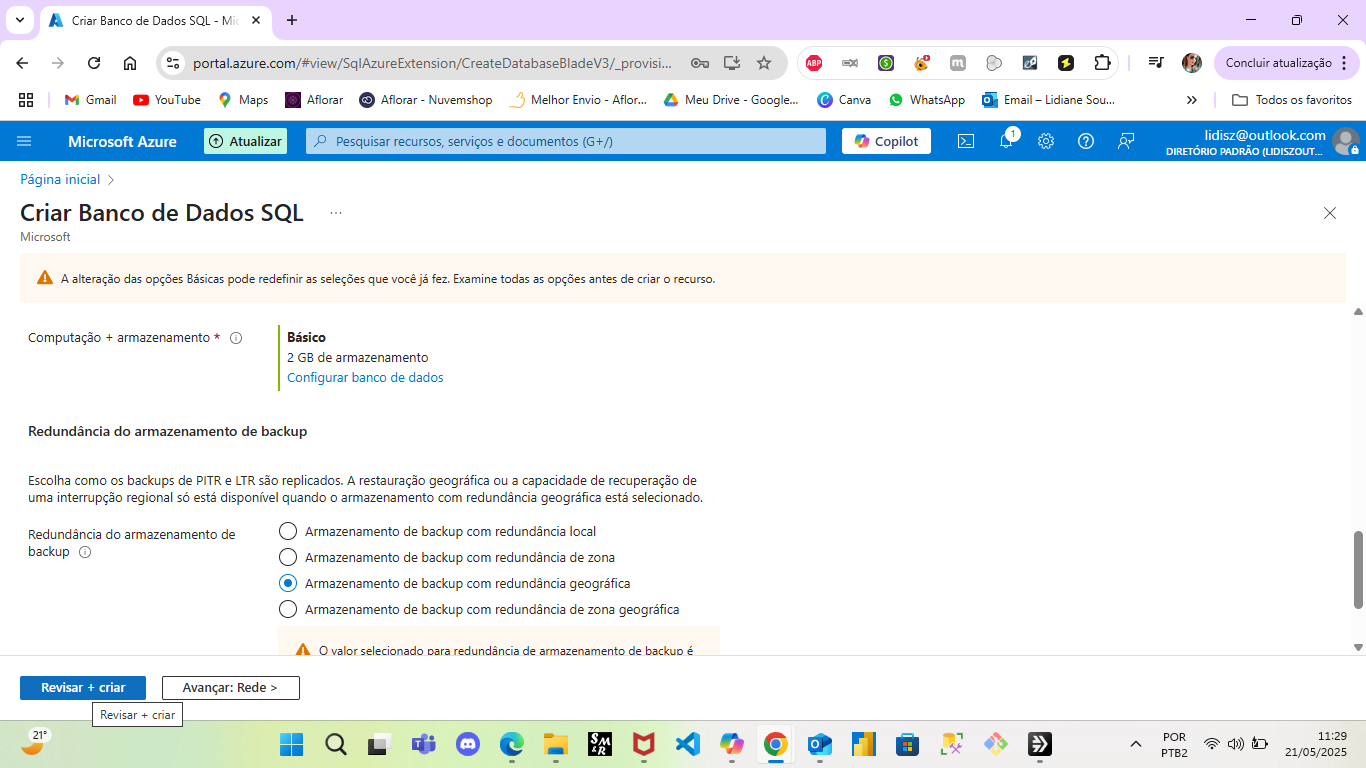 Criar Banco de Dados SQL - Mic
portal.azure.com/#view/SqlAzureExtension/CreateDatabaseBladeV3/_provisi...
Concluir atualização
Gmail
YouTube
Maps
Aflorar
Aflorar - Nuvemshop
Melhor Envio - Aflor...
Meu Drive - Google...
Canva
WhatsApp
Email – Lidiane Sou...
Todos os favoritos
Microsoft Azure
Atualizar
Pesquisar recursos, serviços e documentos (G+/)
Copilot
1
lidisz@outlook.com
DIRETÓRIO PADRÃO (LIDISZOUT...
Página inicial
Criar Banco de Dados SQL
...
Microsoft
A alteração das opções Básicas pode redefinir as seleções que você já fez. Examine todas as opções antes de criar o recurso.
Computação + armazenamento *
Básico
2 GB de armazenamento
Configurar banco de dados
Redundância do armazenamento de backup
Escolha como os backups de PITR e LTR são replicados. A restauração geográfica ou a capacidade de recuperação de
uma interrupção regional só está disponível quando o armazenamento com redundância geográfica está selecionado.
Redundância do armazenamento de
backup
Armazenamento de backup com redundância local
Armazenamento de backup com redundância de zona
Armazenamento de backup com redundância geográfica
Armazenamento de backup com redundância de zona geográfica
O valor selecionado para redundância de armazenamento de backup é
Revisar + criar
Avançar: Rede >
Revisar + criar
21°
POR
PTB2
11:29
21/05/2025